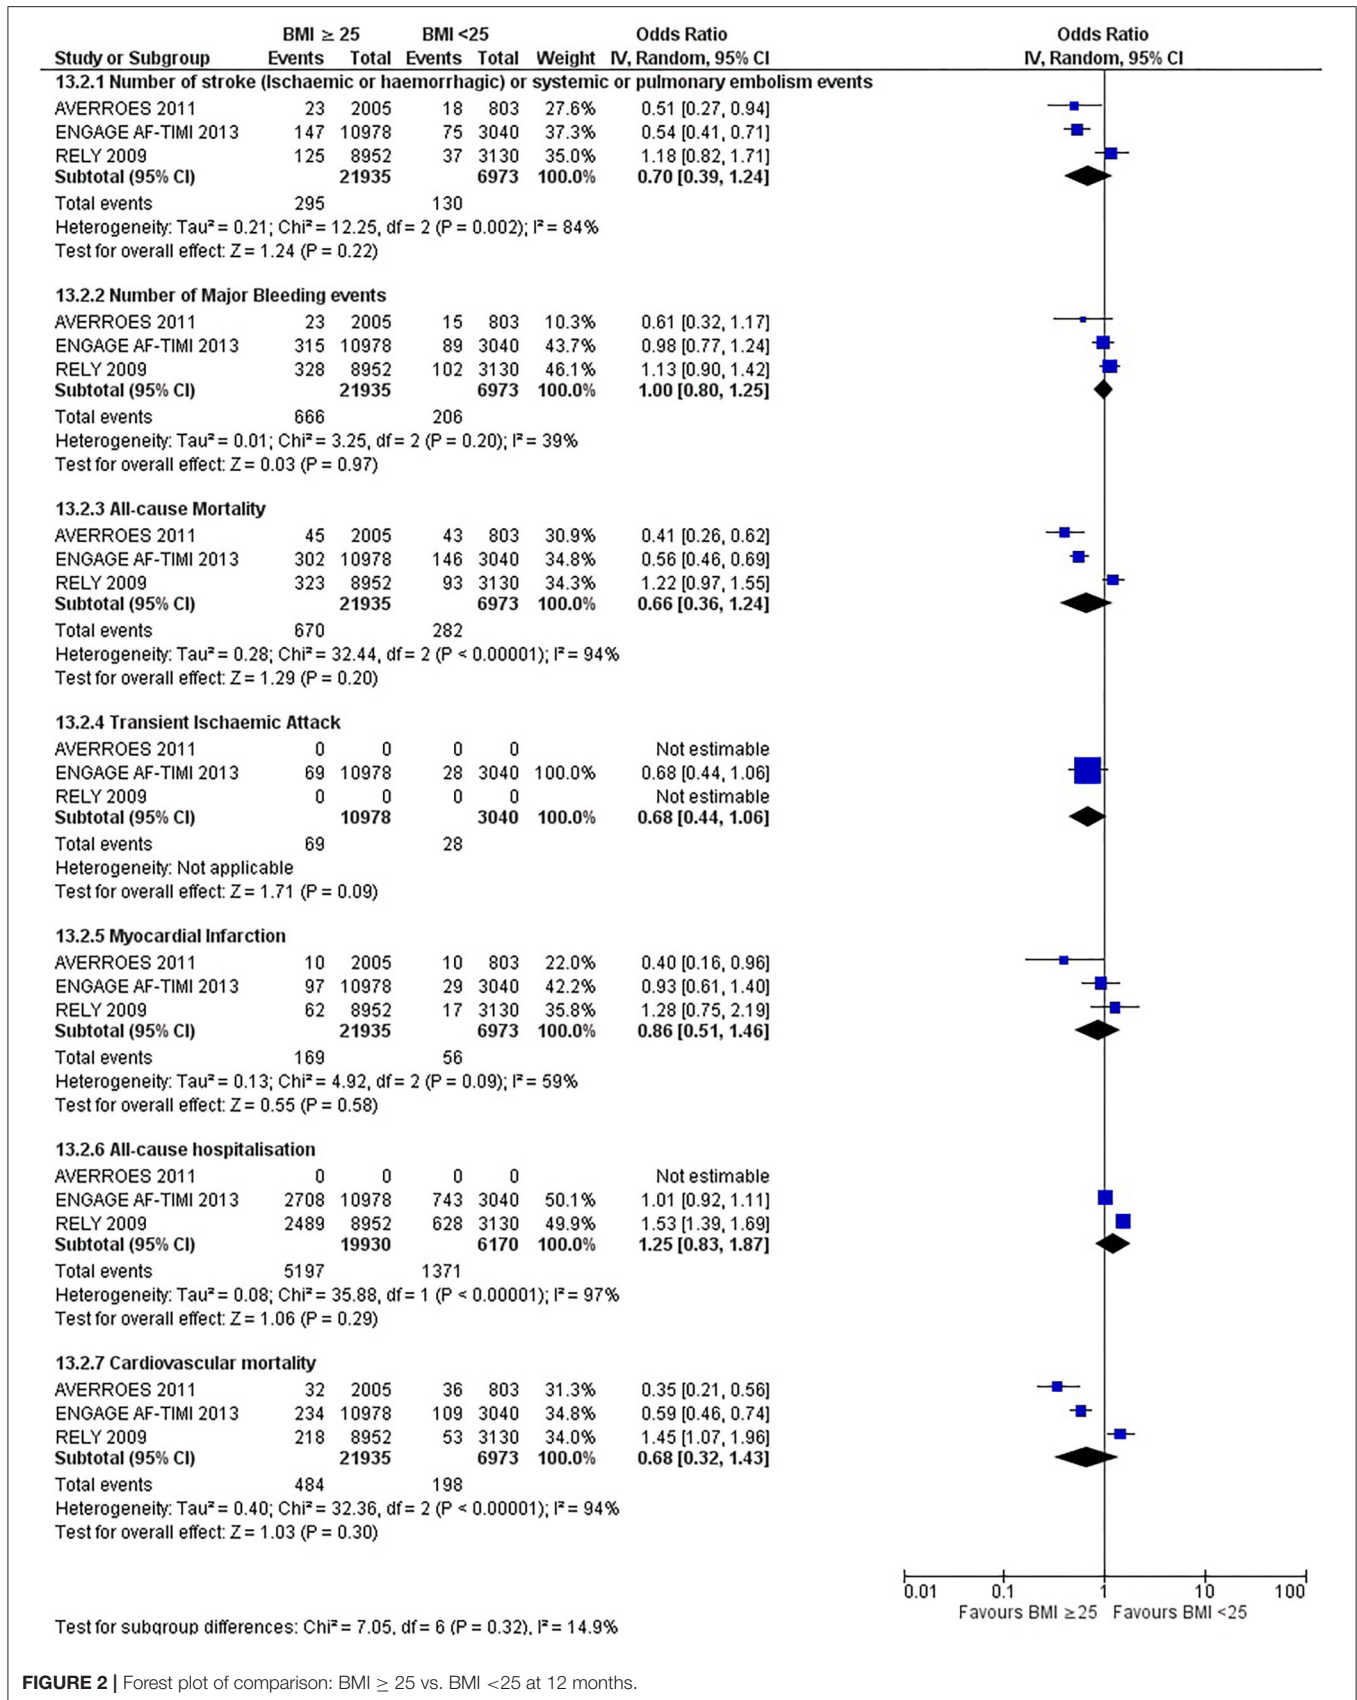 BMI ≥ 25 BMI <25 Odds Ratio Odds Ratio
Study or Subgroup Events Total Events Total Weight IV, Random, 95% CI IV, Random, 95% CI
13.2.1 Number of stroke (Ischaemic or haemorrhagic) or systemic or pulmonary embolism events
AVERROES 2011 23 2005 18 803 27.6% 0.51 [0.27, 0.94]
ENGAGE AF-TIMI 2013 147 10978 75 3040 37.3% 0.54 [0.41, 0.71]
RELY 2009 125 8952 37 3130 35.0% 1.18 [0.82, 1.71]
Subtotal (95% CI) 21935 6973 100.0% 0.70 [0.39, 1.24]
Total events 295 130
Heterogeneity: Tau² = 0.21; Chi² = 12.25, df = 2 (P = 0.002); I² = 84%
Test for overall effect: Z = 1.24 (P = 0.22)
13.2.2 Number of Major Bleeding events
AVERROES 2011 23 2005 15 803 10.3% 0.61 [0.32, 1.17]
ENGAGE AF-TIMI 2013 315 10978 89 3040 43.7% 0.98 [0.77, 1.24]
RELY 2009 328 8952 102 3130 46.1% 1.13 [0.90, 1.42]
Subtotal (95% CI) 21935 6973 100.0% 1.00 [0.80, 1.25]
Total events 666 206
Heterogeneity: Tau² = 0.01; Chi² = 3.25, df = 2 (P = 0.20); I² = 39%
Test for overall effect: Z = 0.03 (P = 0.97)
13.2.3 All-cause Mortality
AVERROES 2011 45 2005 43 803 30.9% 0.41 [0.26, 0.62]
ENGAGE AF-TIMI 2013 302 10978 146 3040 34.8% 0.56 [0.46, 0.69]
RELY 2009 323 8952 93 3130 34.3% 1.22 [0.97, 1.55]
Subtotal (95% CI) 21935 6973 100.0% 0.66 [0.36, 1.24]
Total events 670 282
Heterogeneity: Tau² = 0.28; Chi² = 32.44, df = 2 (P < 0.00001); I² = 94%
Test for overall effect: Z = 1.29 (P = 0.20)
13.2.4 Transient Ischaemic Attack
AVERROES 2011 0 0 0 0 Not estimable
ENGAGE AF-TIMI 2013 69 10978 28 3040 100.0% 0.68 [0.44, 1.06]
RELY 2009 0 0 0 0 Not estimable
Subtotal (95% CI) 10978 3040 100.0% 0.68 [0.44, 1.06]
Total events 69 28
Heterogeneity: Not applicable
Test for overall effect: Z = 1.71 (P = 0.09)
13.2.5 Myocardial Infarction
AVERROES 2011 10 2005 10 803 22.0% 0.40 [0.16, 0.96]
ENGAGE AF-TIMI 2013 97 10978 29 3040 42.2% 0.93 [0.61, 1.40]
RELY 2009 62 8952 17 3130 35.8% 1.28 [0.75, 2.19]
Subtotal (95% CI) 21935 6973 100.0% 0.86 [0.51, 1.46]
Total events 169 56
Heterogeneity: Tau² = 0.13; Chi² = 4.92, df = 2 (P = 0.09); I² = 59%
Test for overall effect: Z = 0.55 (P = 0.58)
13.2.6 All-cause hospitalisation
AVERROES 2011 0 0 0 0 Not estimable
ENGAGE AF-TIMI 2013 2708 10978 743 3040 50.1% 1.01 [0.92, 1.11]
RELY 2009 2489 8952 628 3130 49.9% 1.53 [1.39, 1.69]
Subtotal (95% CI) 19930 6170 100.0% 1.25 [0.83, 1.87]
Total events 5197 1371
Heterogeneity: Tau² = 0.08; Chi² = 35.88, df = 1 (P < 0.00001); I² = 97%
Test for overall effect: Z = 1.06 (P = 0.29)
13.2.7 Cardiovascular mortality
AVERROES 2011 32 2005 36 803 31.3% 0.35 [0.21, 0.56]
ENGAGE AF-TIMI 2013 234 10978 109 3040 34.8% 0.59 [0.46, 0.74]
RELY 2009 218 8952 53 3130 34.0% 1.45 [1.07, 1.96]
Subtotal (95% CI) 21935 6973 100.0% 0.68 [0.32, 1.43]
Total events 484 198
Heterogeneity: Tau² = 0.40; Chi² = 32.36, df = 2 (P < 0.00001); I² = 94%
Test for overall effect: Z = 1.03 (P = 0.30)
0.01 0.1 1 10 100
Favours BMI ≥25 Favours BMI <25
Test for subgroup differences: Chi² = 7.05, df = 6 (P = 0.32), I² = 14.9%
FIGURE 2 | Forest plot of comparison: BMI ≥ 25 vs. BMI <25 at 12 months.